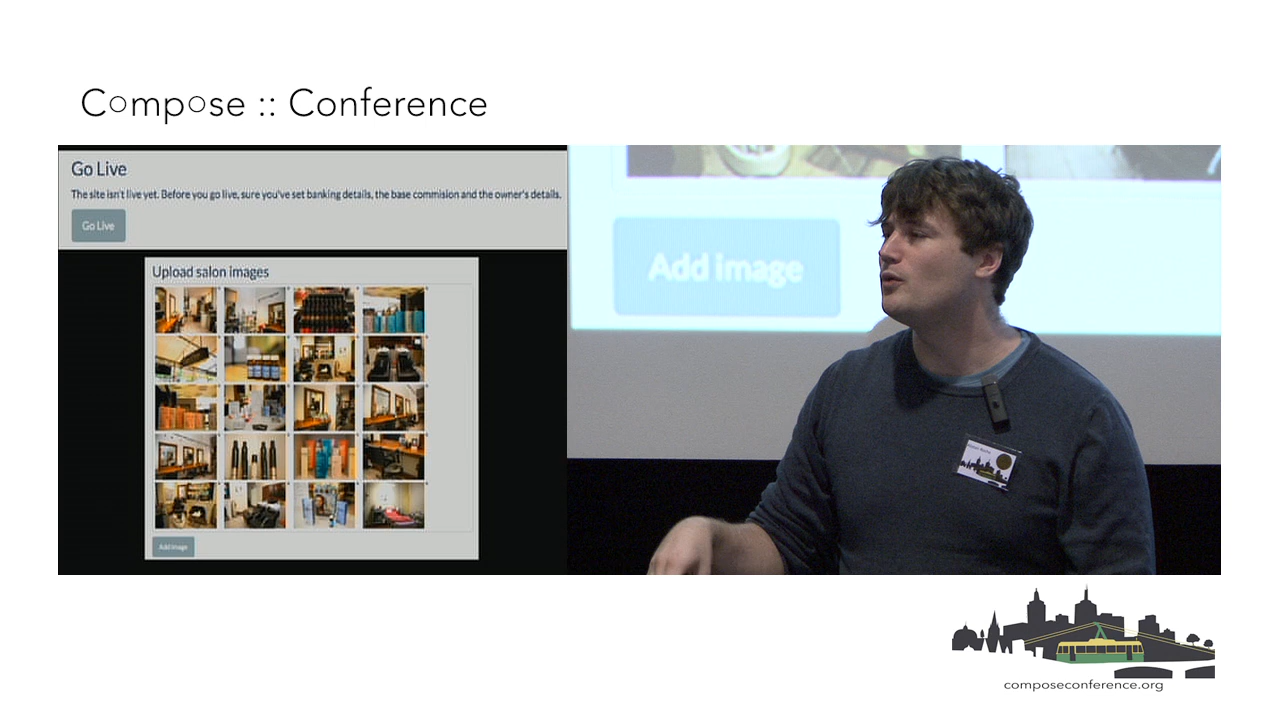 Compose :: Conference
Go Live
The site isn't live yet. Before you go live, sure you've set banking details, the base commision and the owner's details.
Go Live
Upload salon images
Add image
Add image
composeconference.org